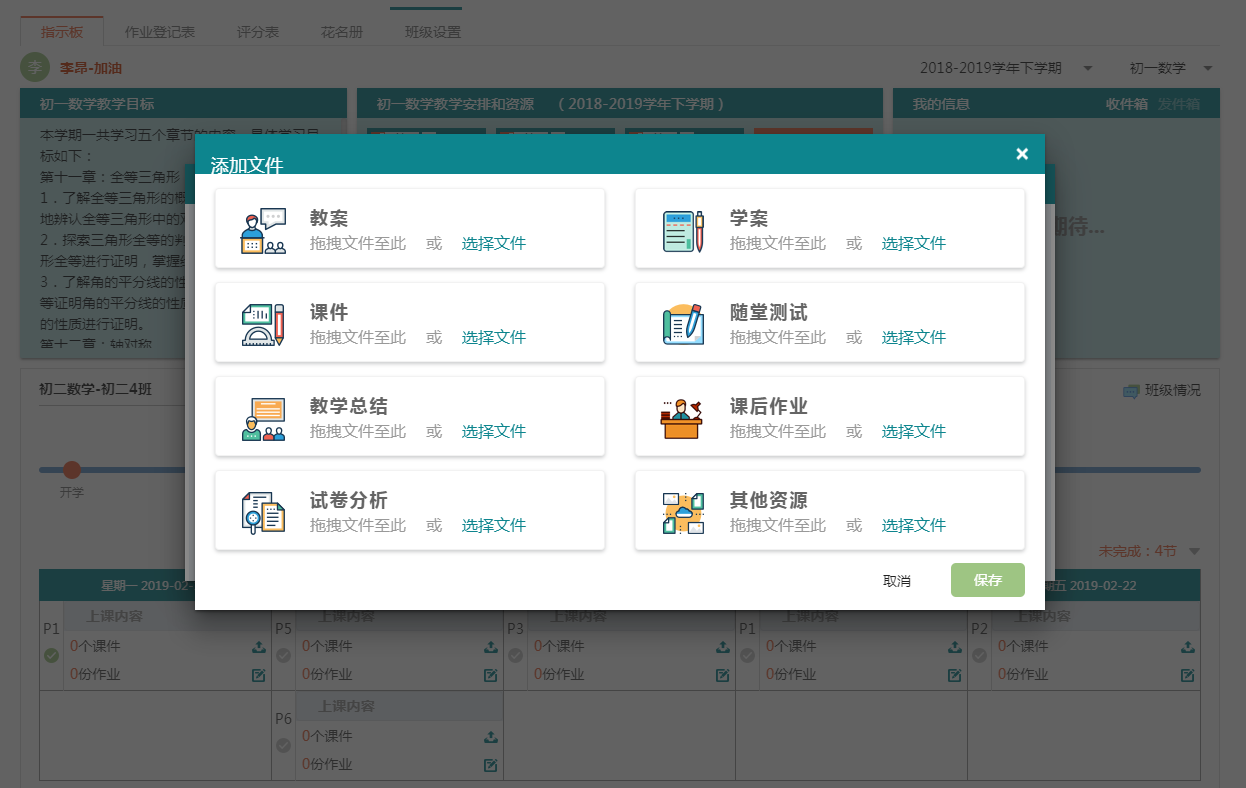 指示板 作业登记表 评分表 花名册 班级设置
李 李昂-加油 2018-2019学年下学期 初一数学
初一数学教学目标 初一数学教学安排和资源 （2018-2019学年下学期） 我的信息 收件箱 发件箱
本学期一共学习五个章节的内容，具体学习目
标如下：
第十一章：全等三角形
1．了解全等三角形的概
地辨认全等三角形中的对
2．探索三角形全等的判
形全等进行证明，掌握综
3．了解角的平分线的性
等证明角的平分线的性质
的性质进行证明。
第十二章：轴对称
期待...
添加文件 ×
教案
拖拽文件至此 或 选择文件
学案
拖拽文件至此 或 选择文件
课件
拖拽文件至此 或 选择文件
随堂测试
拖拽文件至此 或 选择文件
教学总结
拖拽文件至此 或 选择文件
课后作业
拖拽文件至此 或 选择文件
试卷分析
拖拽文件至此 或 选择文件
其他资源
拖拽文件至此 或 选择文件
取消 保存
初二数学-初二4班 班级情况
开学
未完成：4节
星期一 2019-02- 期五 2019-02-22
上课内容 上课内容 上课内容 上课内容 上课内容
P1 P5 P3 P1 P2
0个课件 0个课件 0个课件 0个课件 0个课件
0份作业 0份作业 0份作业 0份作业 0份作业
上课内容
P6
0个课件
0份作业